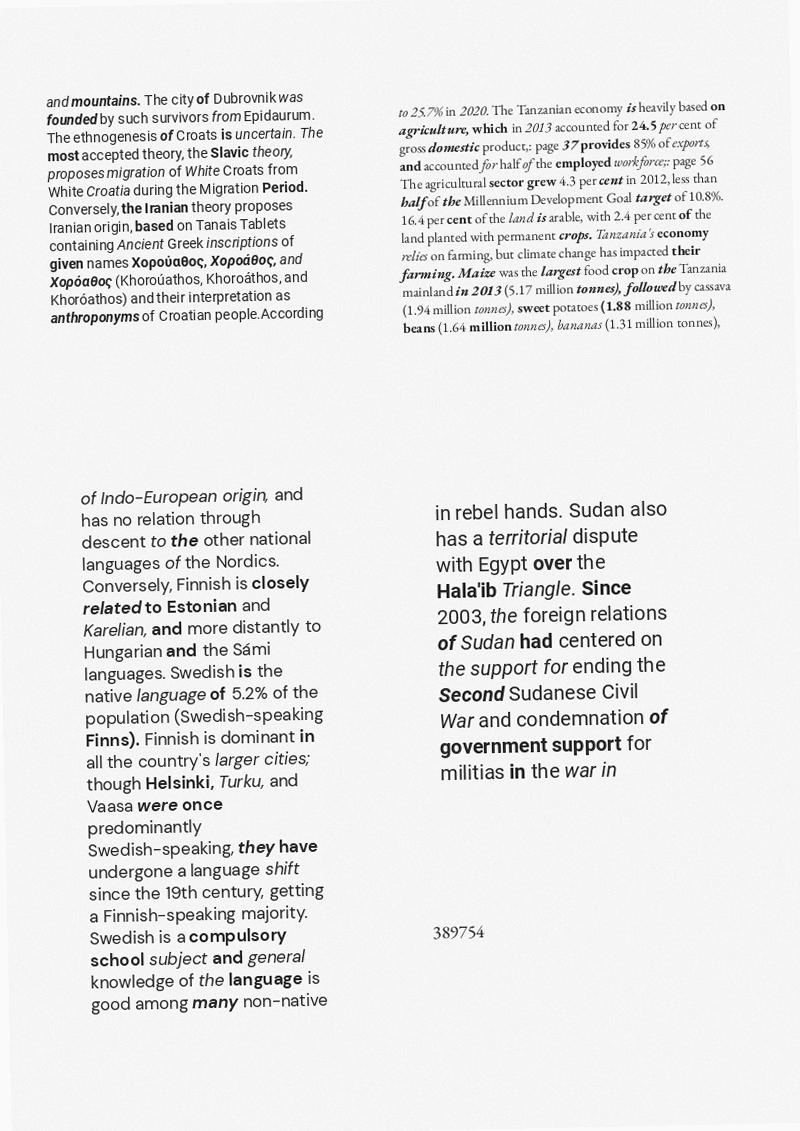 and mountains. The city of Dubrovnik was
founded by such survivors from Epidaurum.
The ethnogenesis of Croats is uncertain. The
most accepted theory, the Slavic theory,
proposes migration of White Croats from
White Croatia during the Migration Period.
Conversely, the Iranian theory proposes
Iranian origin, based on Tanais Tablets
containing Ancient Greek inscriptions of
given names Χορούαθος, Χοροάθος, and
Χορόαθος (Khoroúathos, Khoroáthos, and
Khoróathos) and their interpretation as
anthroponyms of Croatian people.According
to 25.7% in 2020. The Tanzanian economy is heavily based on
agriculture, which in 2013 accounted for 24.5 per cent of
gross domestic product,: page 37 provides 85% of exports,
and accounted for half of the employed workforce;: page 56
The agricultural sector grew 4.3 per cent in 2012, less than
half of the Millennium Development Goal target of 10.8%.
16.4 per cent of the land is arable, with 2.4 per cent of the
land planted with permanent crops. Tanzania's economy
relies on farming, but climate change has impacted their
farming. Maize was the largest food crop on the Tanzania
mainland in 2013 (5.17 million tonnes), followed by cassava
(1.94 million tonnes), sweet potatoes (1.88 million tonnes),
beans (1.64 million tonnes), bananas (1.31 million tonnes),
of Indo-European origin, and
has no relation through
descent to the other national
languages of the Nordics.
Conversely, Finnish is closely
related to Estonian and
Karelian, and more distantly to
Hungarian and the Sámi
languages. Swedish is the
native language of 5.2% of the
population (Swedish-speaking
Finns). Finnish is dominant in
all the country's larger cities;
though Helsinki, Turku, and
Vaasa were once
predominantly
Swedish-speaking, they have
undergone a language shift
since the 19th century, getting
a Finnish-speaking majority.
Swedish is a compulsory
school subject and general
knowledge of the language is
good among many non-native
in rebel hands. Sudan also
has a territorial dispute
with Egypt over the
Hala'ib Triangle. Since
2003, the foreign relations
of Sudan had centered on
the support for ending the
Second Sudanese Civil
War and condemnation of
government support for
militias in the war in
389754